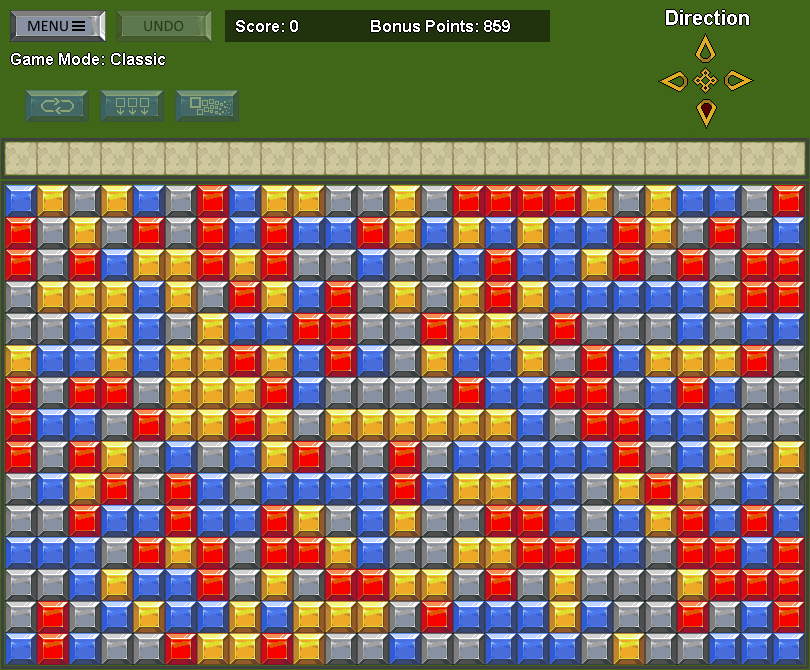 MENU
UNDO
Score: 0
Bonus Points: 859
Direction
Game Mode: Classic